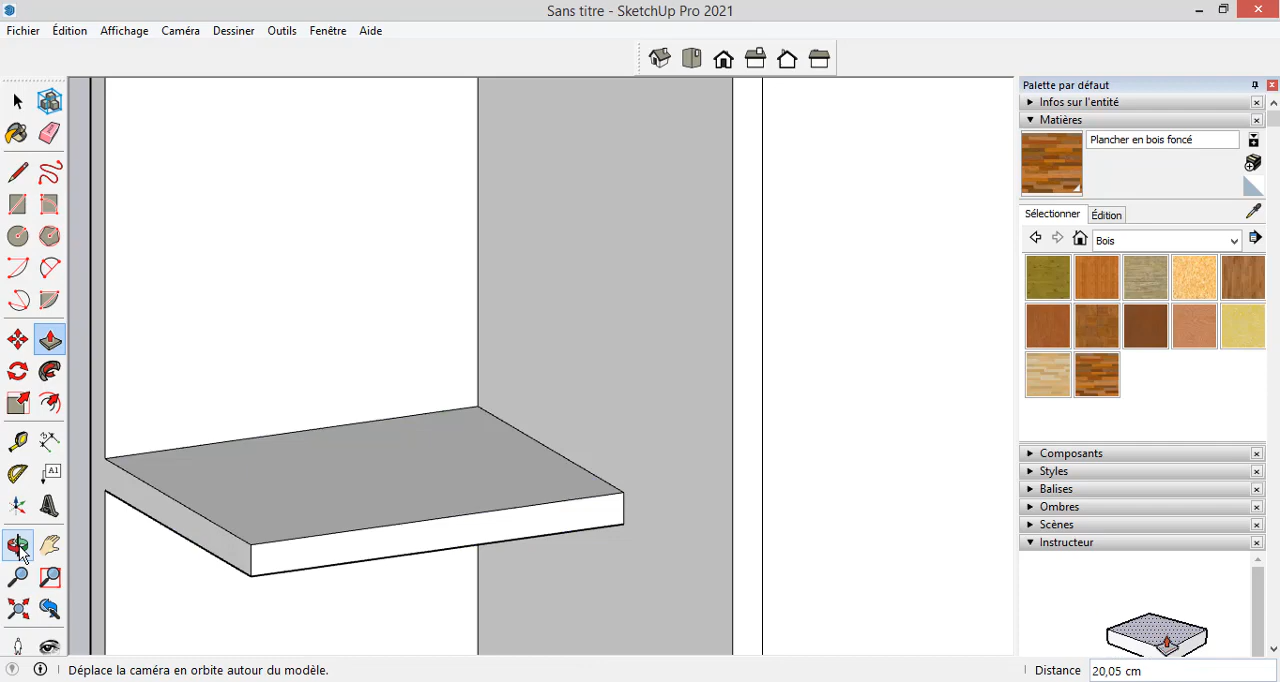 Sans titre - SketchUp Pro 2021
Fichier Édition Affichage Caméra Dessiner Outils Fenêtre Aide
Palette par défaut
Infos sur l'entité
Matières
Plancher en bois foncé
Sélectionner Édition
Bois
A1
Composants
Styles
Balises
Ombres
Scènes
Instructeur
Déplace la caméra en orbite autour du modèle.
Distance 20,05 cm